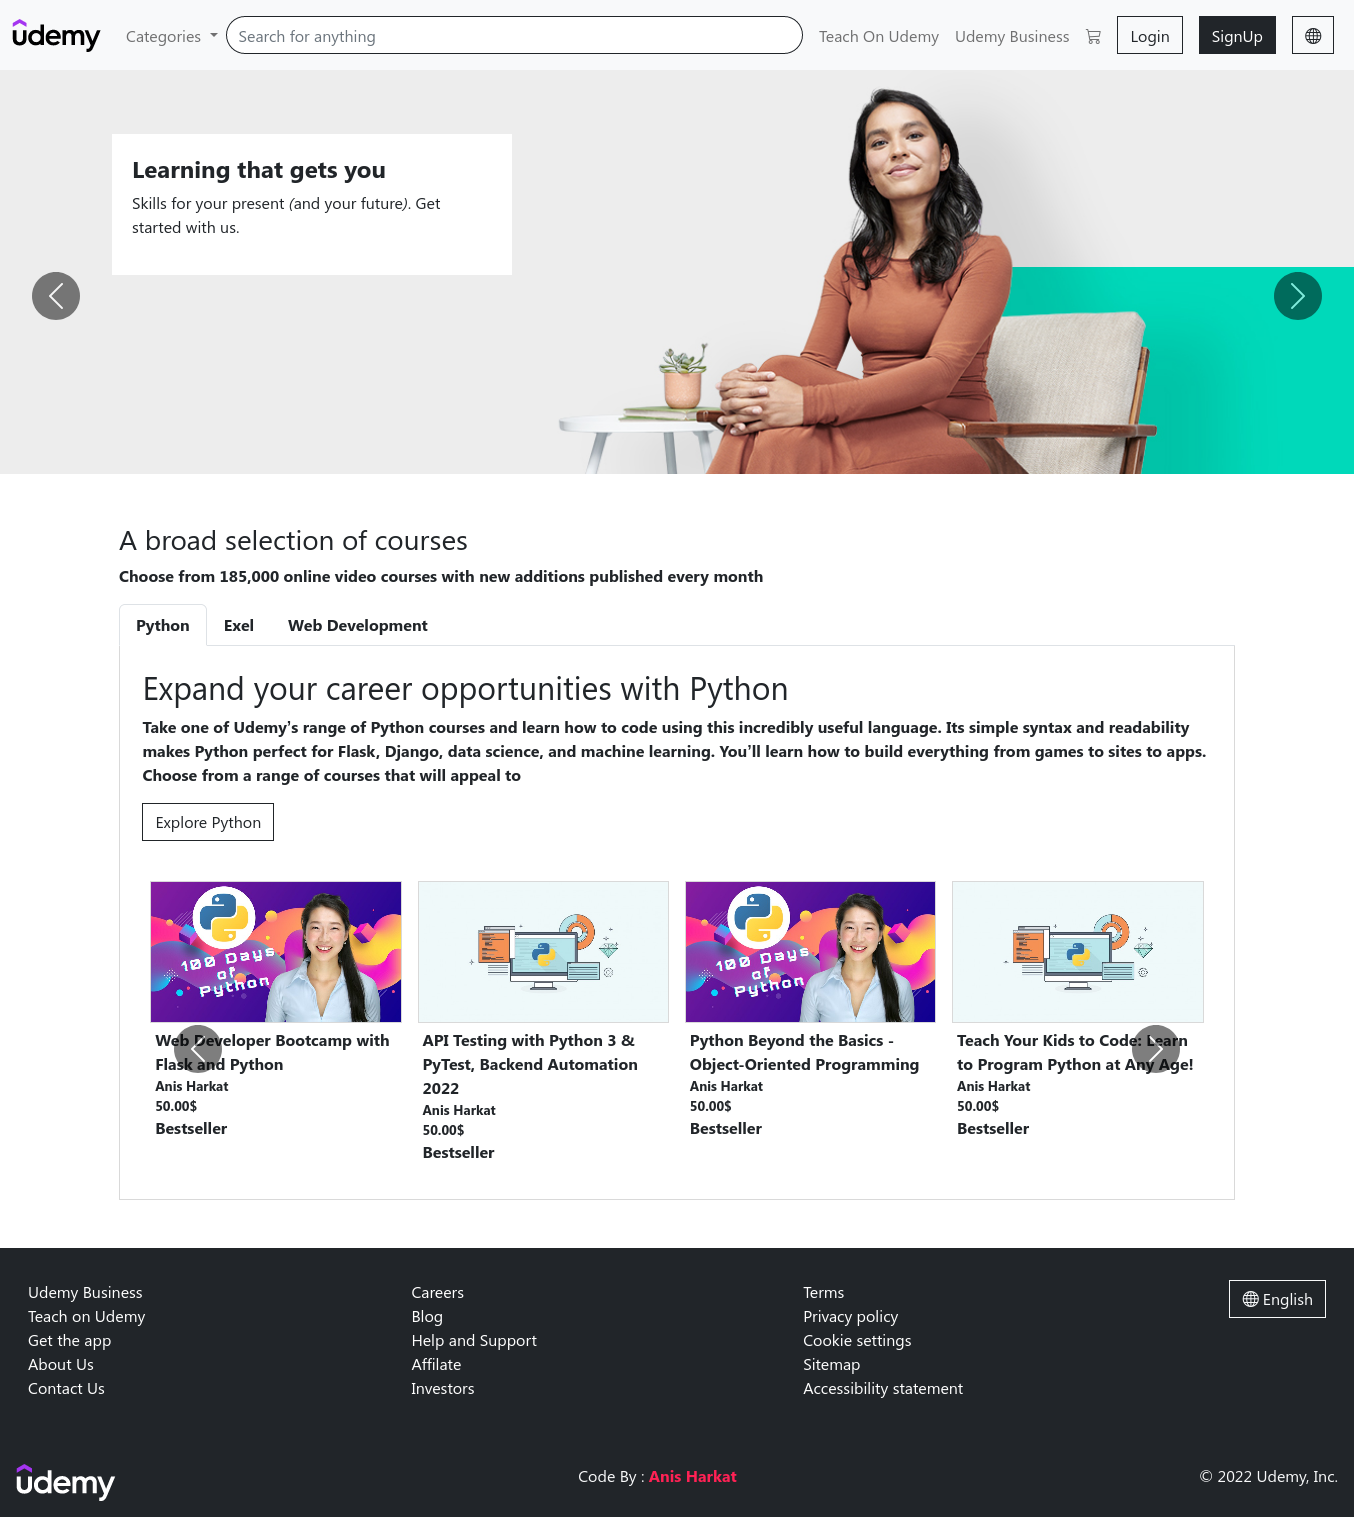 udemy
Categories
Search for anything
Teach On Udemy
Udemy Business
Login
SignUp
Learning that gets you
Skills for your present (and your future). Get
started with us.
A broad selection of courses
Choose from 185,000 online video courses with new additions published every month
Python
Exel
Web Development
Expand your career opportunities with Python
Take one of Udemy’s range of Python courses and learn how to code using this incredibly useful language. Its simple syntax and readability
makes Python perfect for Flask, Django, data science, and machine learning. You’ll learn how to build everything from games to sites to apps.
Choose from a range of courses that will appeal to
Explore Python
100 Days
of
Python
Web Developer Bootcamp with
Flask and Python
Anis Harkat
50.00$
Bestseller
API Testing with Python 3 &
PyTest, Backend Automation
2022
Anis Harkat
50.00$
Bestseller
100 Days
of
Python
Python Beyond the Basics -
Object-Oriented Programming
Anis Harkat
50.00$
Bestseller
Teach Your Kids to Code: Learn
to Program Python at Any Age!
Anis Harkat
50.00$
Bestseller
Udemy Business
Teach on Udemy
Get the app
About Us
Contact Us
Careers
Blog
Help and Support
Affilate
Investors
Terms
Privacy policy
Cookie settings
Sitemap
Accessibility statement
English
udemy
Code By : Anis Harkat
© 2022 Udemy, Inc.